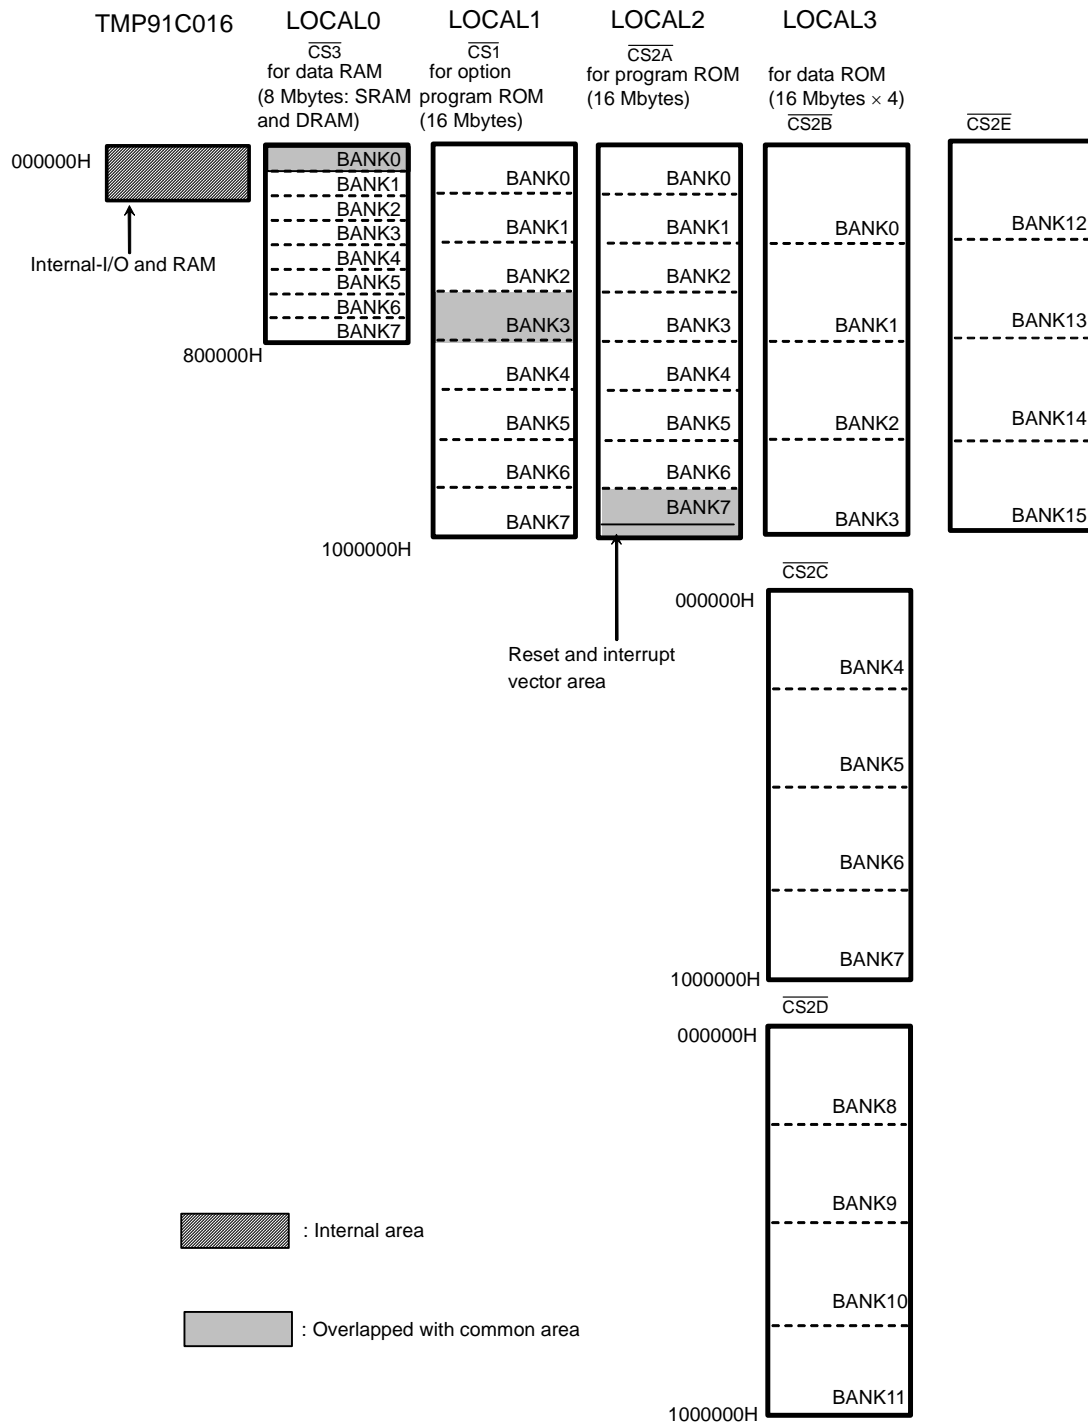 TMP91C016
LOCAL0
CS3
for data RAM
(8 Mbytes: SRAM
and DRAM)
LOCAL1
CS1
for option
program ROM
(16 Mbytes)
LOCAL2
CS2A
for program ROM
(16 Mbytes)
LOCAL3
for data ROM
(16 Mbytes × 4)
CS2B
CS2E
000000H
Internal-I/O and RAM
BANK0
BANK1
BANK2
BANK3
BANK4
BANK5
BANK6
BANK7
800000H
BANK0
BANK1
BANK2
BANK3
BANK4
BANK5
BANK6
BANK7
1000000H
BANK0
BANK1
BANK2
BANK3
BANK4
BANK5
BANK6
BANK7
Reset and interrupt
vector area
BANK0
BANK1
BANK2
BANK3
BANK12
BANK13
BANK14
BANK15
CS2C
000000H
BANK4
BANK5
BANK6
BANK7
1000000H
CS2D
000000H
BANK8
BANK9
BANK10
BANK11
1000000H
: Internal area
: Overlapped with common area